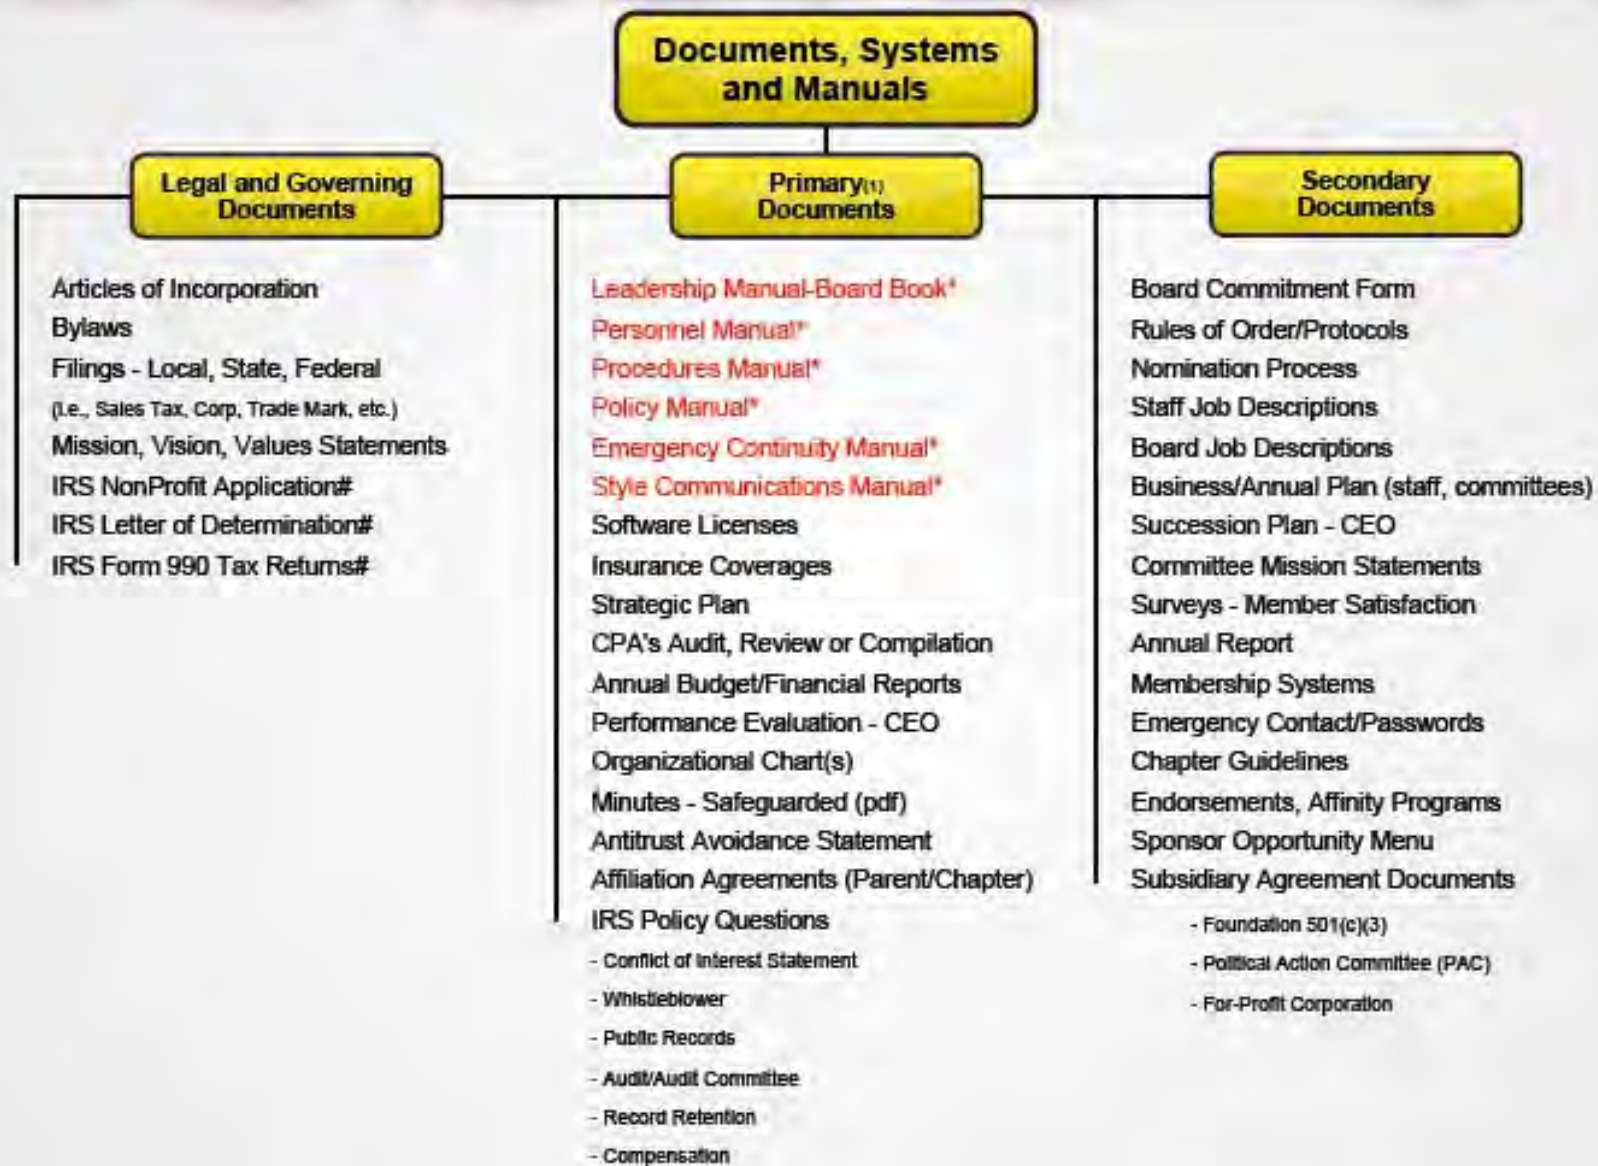 Documents, Systems
and Manuals
Legal and Governing
Documents
Articles of Incorporation
Bylaws
Filings - Local, State, Federal
(i.e., Sales Tax, Corp, Trade Mark, etc.)
Mission, Vision, Values Statements
IRS NonProfit Application#
IRS Letter of Determination#
IRS Form 990 Tax Returns#
Primary(1)
Documents
Leadership Manual-Board Book*
Personnel Manual*
Procedures Manual*
Policy Manual*
Emergency Continuity Manual*
Style Communications Manual*
Software Licenses
Insurance Coverages
Strategic Plan
CPA's Audit, Review or Compilation
Annual Budget/Financial Reports
Performance Evaluation - CEO
Organizational Chart(s)
Minutes - Safeguarded (pdf)
Antitrust Avoidance Statement
Affiliation Agreements (Parent/Chapter)
IRS Policy Questions
- Conflict of Interest Statement
- Whistleblower
- Public Records
- Audit/Audit Committee
- Record Retention
- Compensation
Secondary
Documents
Board Commitment Form
Rules of Order/Protocols
Nomination Process
Staff Job Descriptions
Board Job Descriptions
Business/Annual Plan (staff, committees)
Succession Plan - CEO
Committee Mission Statements
Surveys - Member Satisfaction
Annual Report
Membership Systems
Emergency Contact/Passwords
Chapter Guidelines
Endorsements, Affinity Programs
Sponsor Opportunity Menu
Subsidiary Agreement Documents
- Foundation 501(c)(3)
- Political Action Committee (PAC)
- For-Profit Corporation